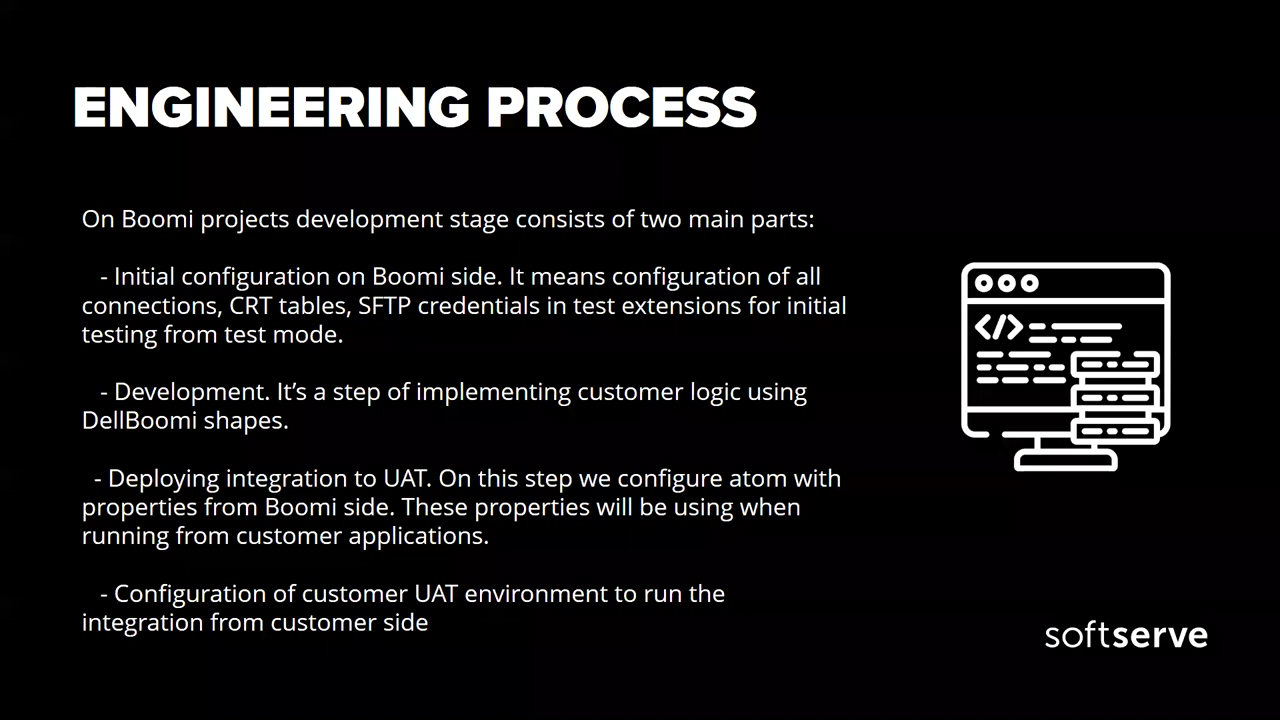 ENGINEERING PROCESS
On Boomi projects development stage consists of two main parts:
- Initial configuration on Boomi side. It means configuration of all
connections, CRT tables, SFTP credentials in test extensions for initial
testing from test mode.
- Development. It’s a step of implementing customer logic using
DellBoomi shapes.
- Deploying integration to UAT. On this step we configure atom with
properties from Boomi side. These properties will be using when
running from customer applications.
- Configuration of customer UAT environment to run the
integration from customer side
</>
softserve